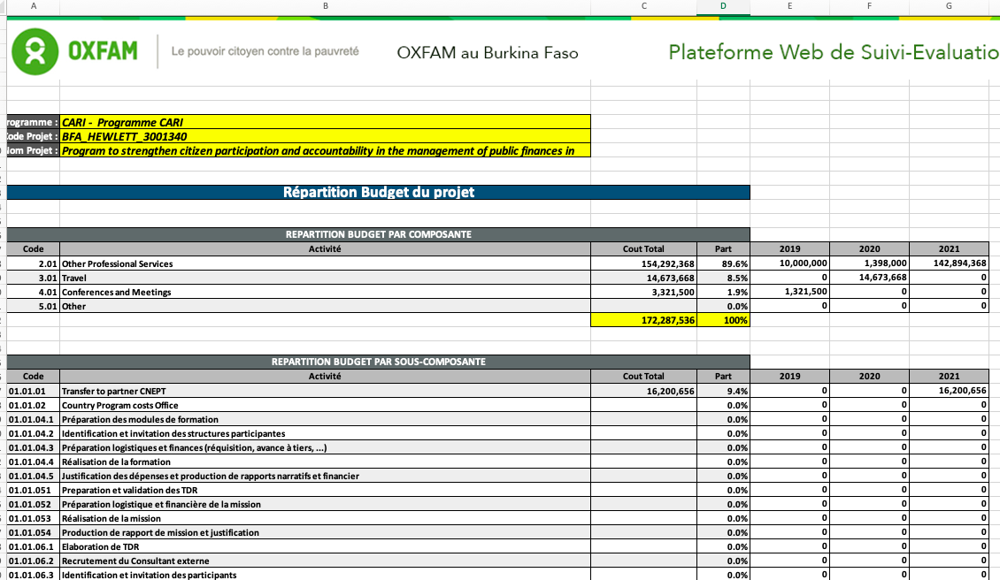 A B C D E F G
OXFAM Le pouvoir citoyen contre la pauvreté OXFAM au Burkina Faso Plateforme Web de Suivi-Evaluatio
rogramme : CARI - Programme CARI
Code Projet : BFA_HEWLETT_3001340
Nom Projet : Program to strengthen citizen participation and accountability in the management of public finances in
Répartition Budget du projet
REPARTITION BUDGET PAR COMPOSANTE
Code Activité Cout Total Part 2019 2020 2021
2.01 Other Professional Services 154,292,368 89.6% 10,000,000 1,398,000 142,894,368
3.01 Travel 14,673,668 8.5% 0 14,673,668 0
4.01 Conferences and Meetings 3,321,500 1.9% 1,321,500 0 0
5.01 Other 0.0% 0 0 0
172,287,536 100%
REPARTITION BUDGET PAR SOUS-COMPOSANTE
Code Activité Cout Total Part 2019 2020 2021
01.01.01 Transfer to partner CNEPT 16,200,656 9.4% 0 0 16,200,656
01.01.02 Country Program costs Office 0.0% 0 0 0
01.01.04.1 Préparation des modules de formation 0.0% 0 0 0
01.01.04.2 Identification et invitation des structures participantes 0.0% 0 0 0
01.01.04.3 Préparation logistiques et finances (réquisition, avance à tiers, ...) 0.0% 0 0 0
01.01.04.4 Réalisation de la formation 0.0% 0 0 0
01.01.04.5 Justification des dépenses et production de rapports narratifs et financier 0.0% 0 0 0
01.01.051 Preparation et validation des TDR 0.0% 0 0 0
01.01.052 Préparation logistique et financière de la mission 0.0% 0 0 0
01.01.053 Réalisation de la mission 0.0% 0 0 0
01.01.054 Production de rapport de mission et justification 0.0% 0 0 0
01.01.06.1 Elaboration de TDR 0.0% 0 0 0
01.01.06.2 Recrutement du Consultant externe 0.0% 0 0 0
01.01.06.3 Identification et invitation des participants 0.0% 0 0 0